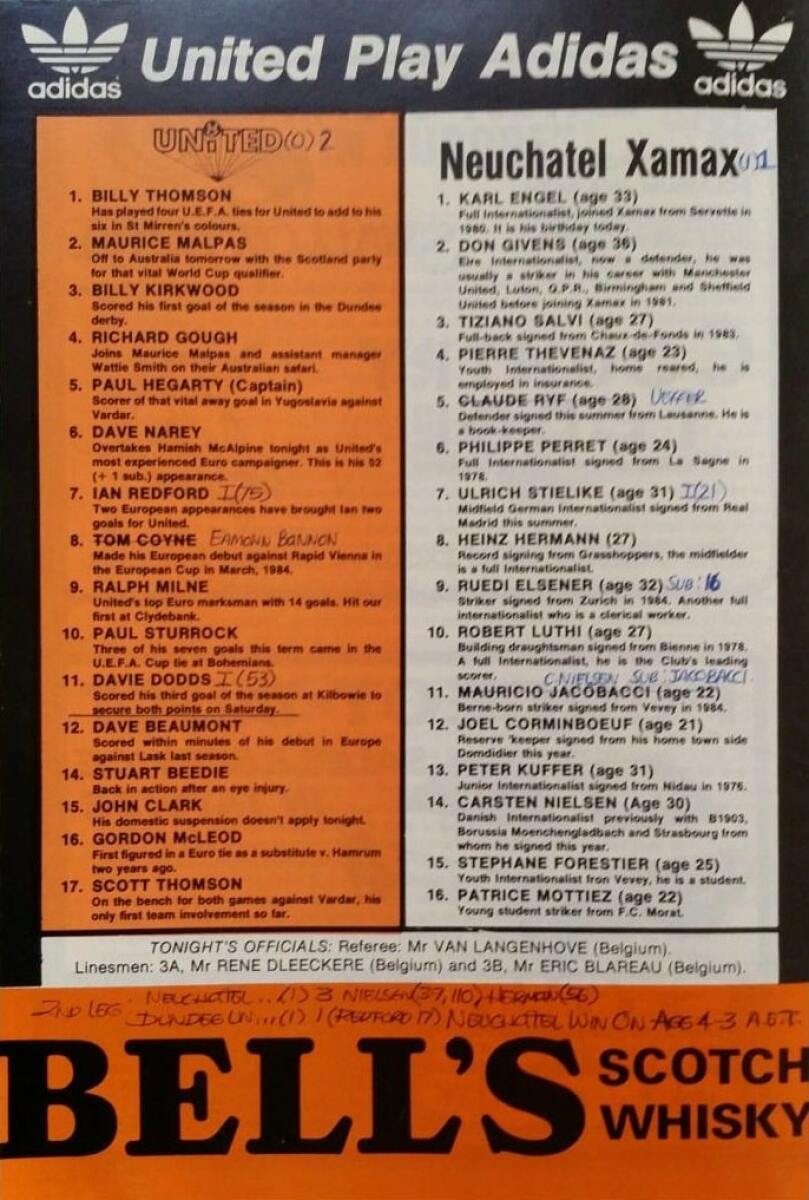 adidas
United Play Adidas
adidas
UNITED (0) 2
1. BILLY THOMSON
Has played four U.E.F.A. ties for United to add to his
six in St Mirren's colours.
2. MAURICE MALPAS
Off to Australia tomorrow with the Scotland party
for that vital World Cup qualifier.
3. BILLY KIRKWOOD
Scored his first goal of the season in the Dundee
derby.
4. RICHARD GOUGH
Joins Maurice Malpas and assistant manager
Wattie Smith on their Australian safari.
5. PAUL HEGARTY (Captain)
Scorer of that vital away goal in Yugoslavia against
Vardar.
6. DAVE NAREY
Overtakes Hamish McAlpine tonight as United's
most experienced Euro campaigner. This is his 52
(+ 1 sub.) appearance.
7. IAN REDFORD I (75)
Two European appearances have brought Ian two
goals for United.
8. TOM COYNE EAMONN BANNON
Made his European debut against Rapid Vienna in
the European Cup in March, 1984.
9. RALPH MILNE
United's top Euro marksman with 14 goals. Hit our
first at Clydebank.
10. PAUL STURROCK
Three of his seven goals this term came in the
U.E.F.A. Cup tie at Bohemians.
11. DAVIE DODDS I (53)
Scored his third goal of the season at Kilbowie to
secure both points on Saturday.
12. DAVE BEAUMONT
Scored within minutes of his debut in Europe
against Lask last season.
14. STUART BEEDIE
Back in action after an eye injury.
15. JOHN CLARK
His domestic suspension doesn't apply tonight.
16. GORDON McLEOD
First figured in a Euro tie as a substitute v. Hamrum
two years ago.
17. SCOTT THOMSON
On the bench for both games against Vardar, his
only first team involvement so far.
Neuchatel Xamax (1) 1
1. KARL ENGEL (age 33)
Full Internationalist, joined Xamax from Servette in
1980. It is his birthday today.
2. DON GIVENS (age 36)
Eire Internationalist, now a defender, he was
usually a striker in his career with Manchester
United, Luton, Q.P.R., Birmingham and Sheffield
United before joining Xamax in 1981.
3. TIZIANO SALVI (age 27)
Full-back signed from Chaux-de-Fonds in 1983.
4. PIERRE THEVENAZ (age 23)
Youth Internationalist, home reared, he is
employed in insurance.
5. CLAUDE RYF (age 28)
Defender signed this summer from Lausanne. He is
a book-keeper.
6. PHILIPPE PERRET (age 24)
Full Internationalist signed from La Sagne in
1978.
7. ULRICH STIELIKE (age 31) I (21)
Midfield German Internationalist signed from Real
Madrid this summer.
8. HEINZ HERMANN (27)
Record signing from Grasshoppers, the midfielder
is a full Internationalist.
9. RUEDI ELSENER (age 32) SUB: 16
Striker signed from Zurich in 1984. Another full
internationalist who is a clerical worker.
10. ROBERT LUTHI (age 27)
Building draughtsman signed from Bienne in 1978.
A full Internationalist, he is the Club's leading
scorer.
C. NIELSEN SUB: JACOBACCI
11. MAURICIO JACOBACCI (age 22)
Berne-born striker signed from Vevey in 1984.
12. JOEL CORMINBOEUF (age 21)
Reserve 'keeper signed from his home town side
Domdidier this year.
13. PETER KUFFER (age 31)
Junior Internationalist signed from Nidau in 1976.
14. CARSTEN NIELSEN (Age 30)
Danish Internationalist previously with B1903,
Borussia Moenchengladbach and Strasbourg from
whom he signed this year.
15. STEPHANE FORESTIER (age 25)
Youth Internationalist fron Vevey, he is a student.
16. PATRICE MOTTIEZ (age 22)
Young student striker from F.C. Morat.
TONIGHT'S OFFICIALS: Referee: Mr VAN LANGENHOVE (Belgium).
Linesmen: 3A, Mr RENE DLEECKERE (Belgium) and 3B, Mr ERIC BLAREAU (Belgium).
2ND LEG. NEUCHATEL.. (1) 3 NIELSEN (37, 110) HERMAN (56)
DUNDEE UN... (1) 1 (REDFORD 17) NEUCHATEL WIN ON AGG 4-3 A.E.T.
BELL'S SCOTCH
WHISKY